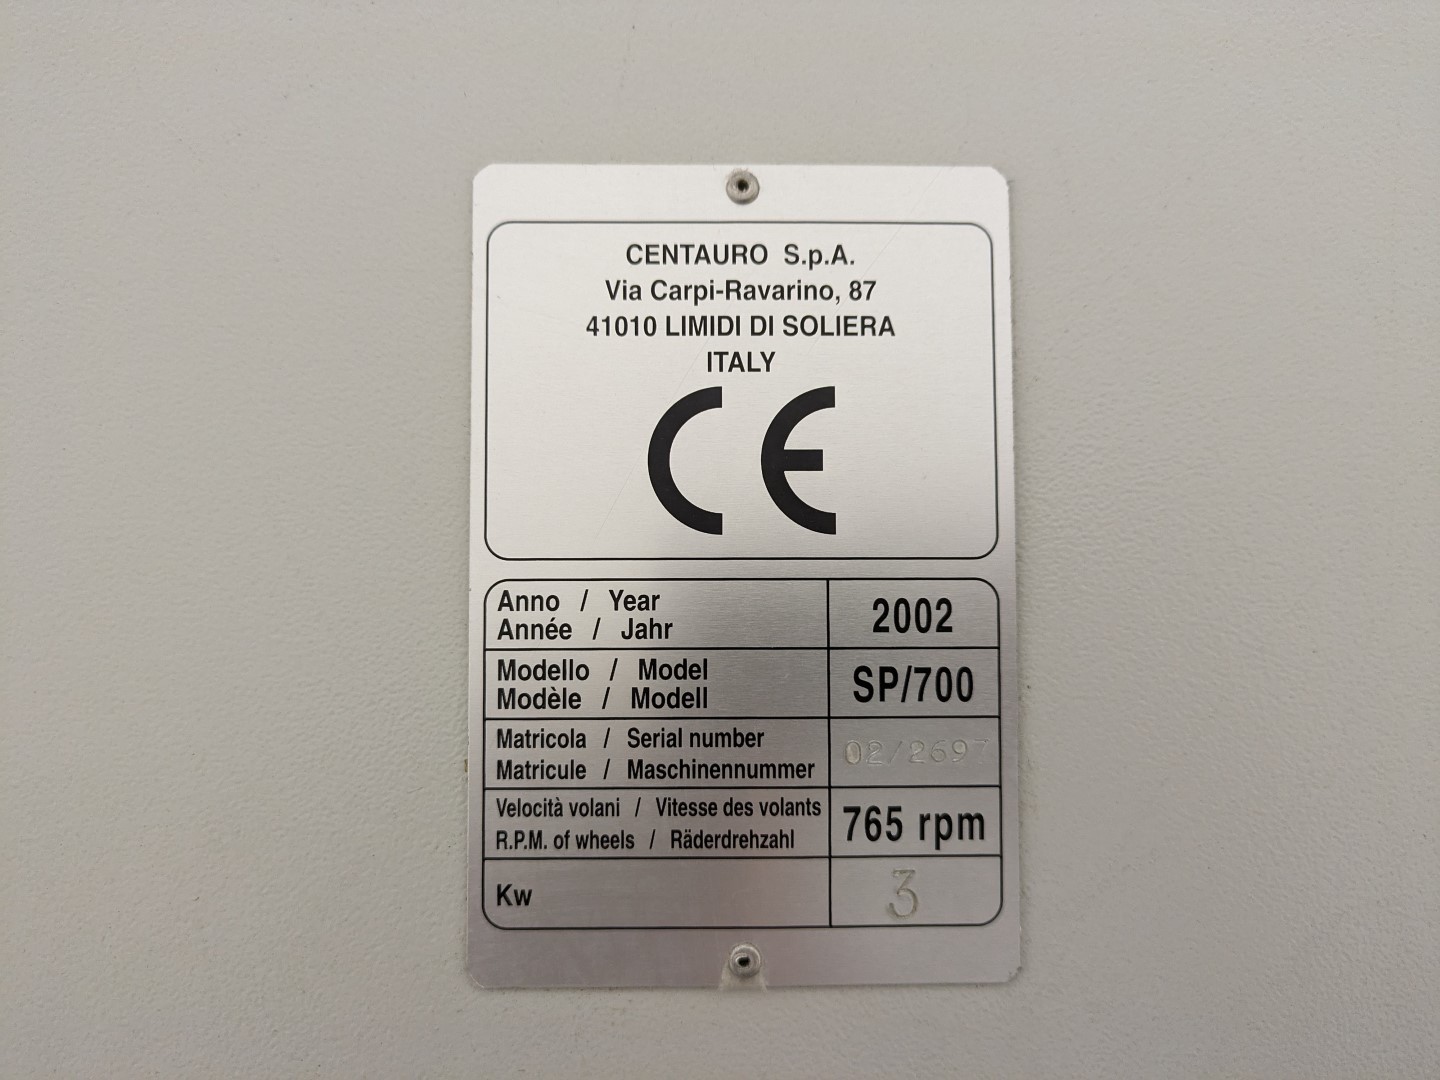 CENTAURO S.p.A.
Via Carpi-Ravarino, 87
41010 LIMIDI DI SOLIERA
ITALY
CE
Anno / Year
Année / Jahr
2002
Modello / Model
Modèle / Modell
SP/700
Matricola / Serial number
Matricule / Maschinennummer
02/2697
Velocità volani / Vitesse des volants
R.P.M. of wheels / Räderdrehzahl
765 rpm
Kw
3